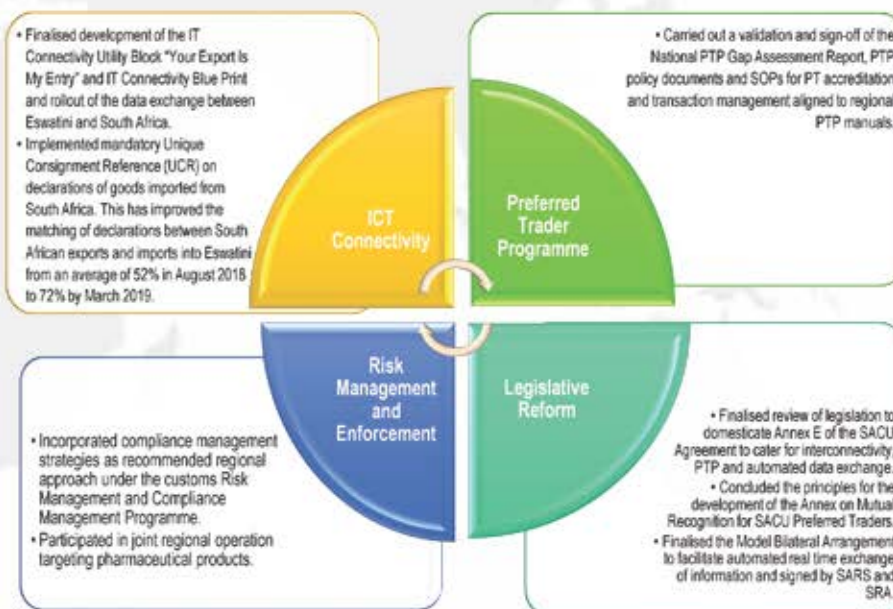 • Finalised development of the IT
Connectivity Utility Block "Your Export Is
My Entry" and IT Connectivity Blue Print
and rollout of the data exchange between
Eswatini and South Africa.
• Implemented mandatory Unique
Consignment Reference (UCR) on
declarations of goods imported from
South Africa. This has improved the
matching of declarations between South
African exports and imports into Eswatini
from an average of 52% in August 2018
to 72% by March 2019.
• Carried out a validation and sign-off of the
National PTP Gap Assessment Report, PTP
policy documents and SOPs for PT accreditation
and transaction management aligned to regional
PTP manuals.
ICT
Connectivity
Preferred
Trader
Programme
Risk
Management
and
Enforcement
Legislative
Reform
• Incorporated compliance management
strategies as recommended regional
approach under the customs Risk
Management and Compliance
Management Programme.
• Participated in joint regional operation
targeting pharmaceutical products.
• Finalised review of legislation to
domesticate Annex E of the SACU
Agreement to cater for interconnectivity,
PTP and automated data exchange.
• Concluded the principles for the
development of the Annex on Mutual
Recognition for SACU Preferred Traders.
• Finalised the Model Bilateral Arrangement
to facilitate automated real time exchange
of information and signed by SARS and
SRA.